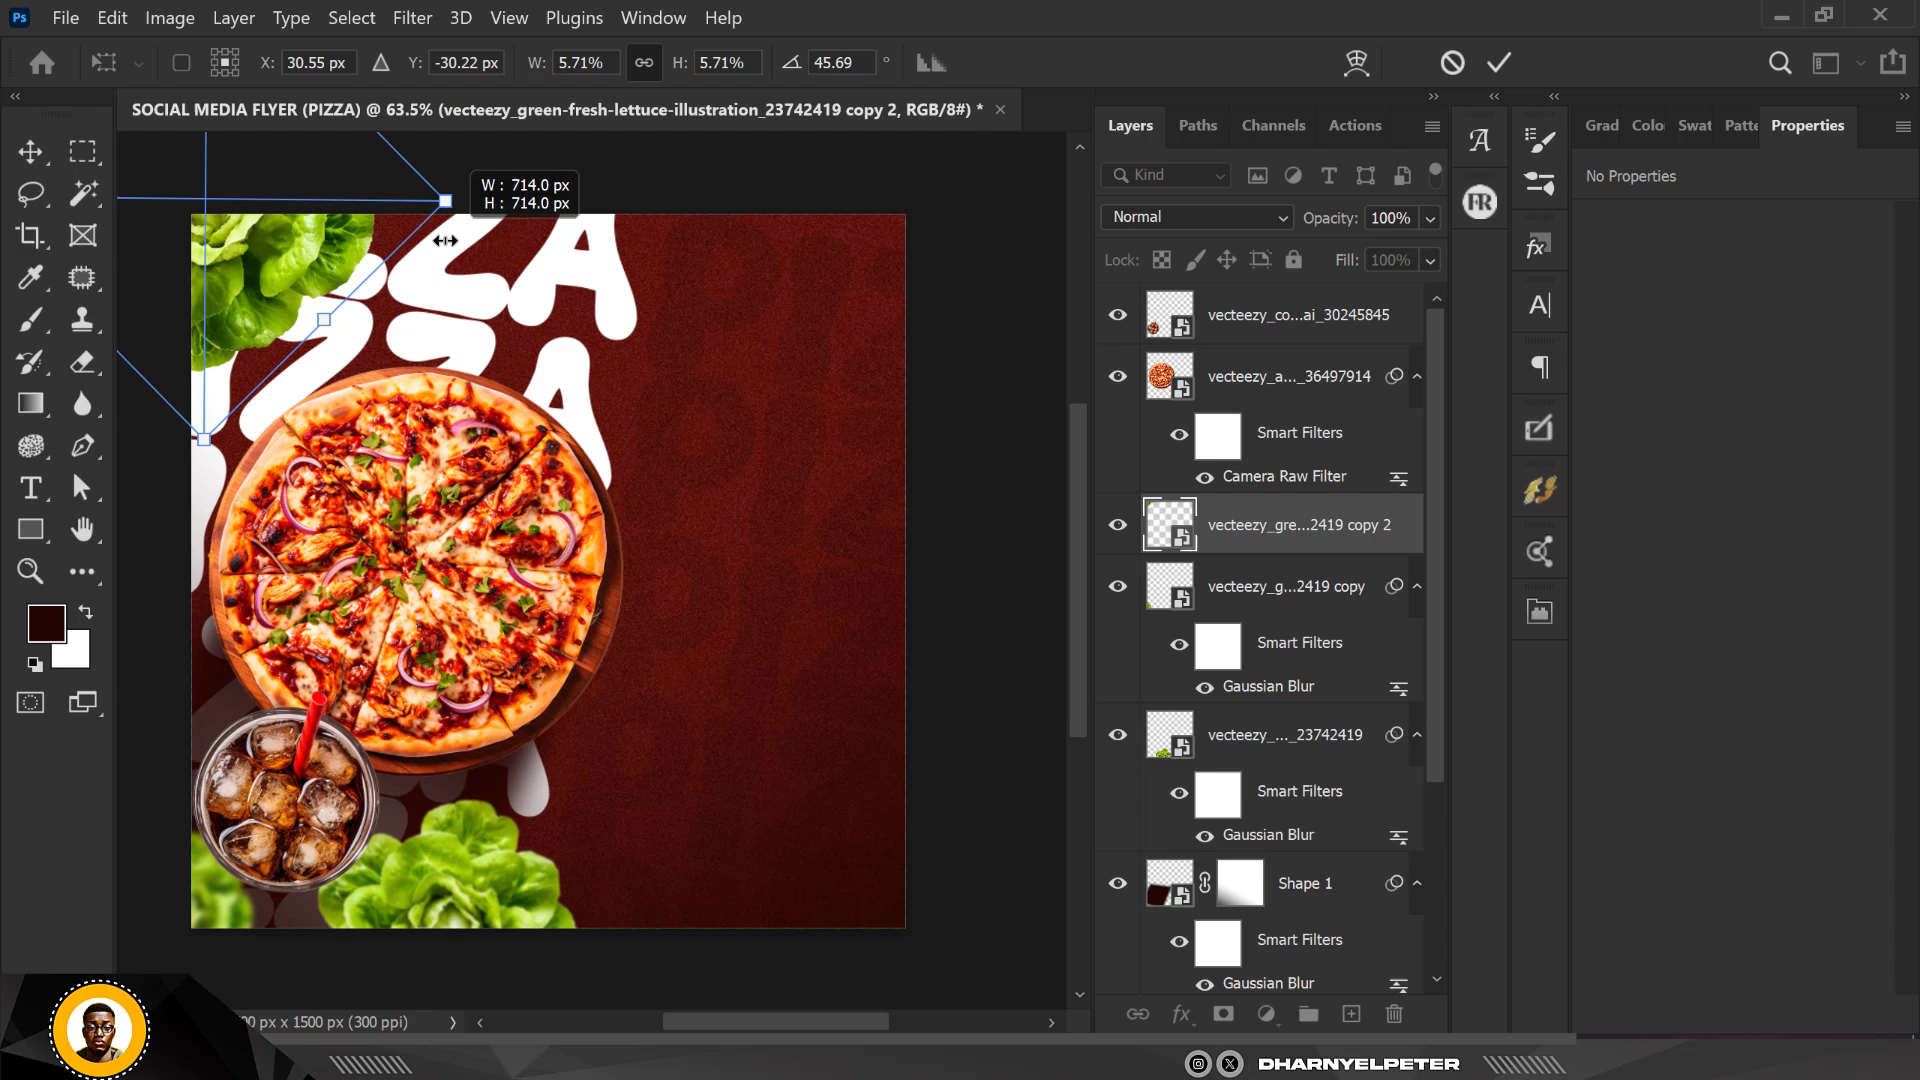 Ps File Edit Image Layer Type Select Filter 3D View Plugins Window Help
X: 30.55 px Y: -30.22 px W: 5.71% H: 5.71% 45.69 °
SOCIAL MEDIA FLYER (PIZZA) @ 63.5% (vecteezy_green-fresh-lettuce-illustration_23742419 copy 2, RGB/8#) *
W : 714.0 px
H : 714.0 px
ZZA
ZZA
Layers Paths Channels Actions
Kind
Normal Opacity: 100%
Lock: Fill: 100%
vecteezy_co...ai_30245845
vecteezy_a..._36497914
Smart Filters
Camera Raw Filter
vecteezy_gre...2419 copy 2
vecteezy_g...2419 copy
Smart Filters
Gaussian Blur
vecteezy_..._23742419
Smart Filters
Gaussian Blur
Shape 1
Smart Filters
Gaussian Blur
Grad Colo Swat Patte Properties
No Properties
FR
00 px x 1500 px (300 ppi)
DHARNYELPETER